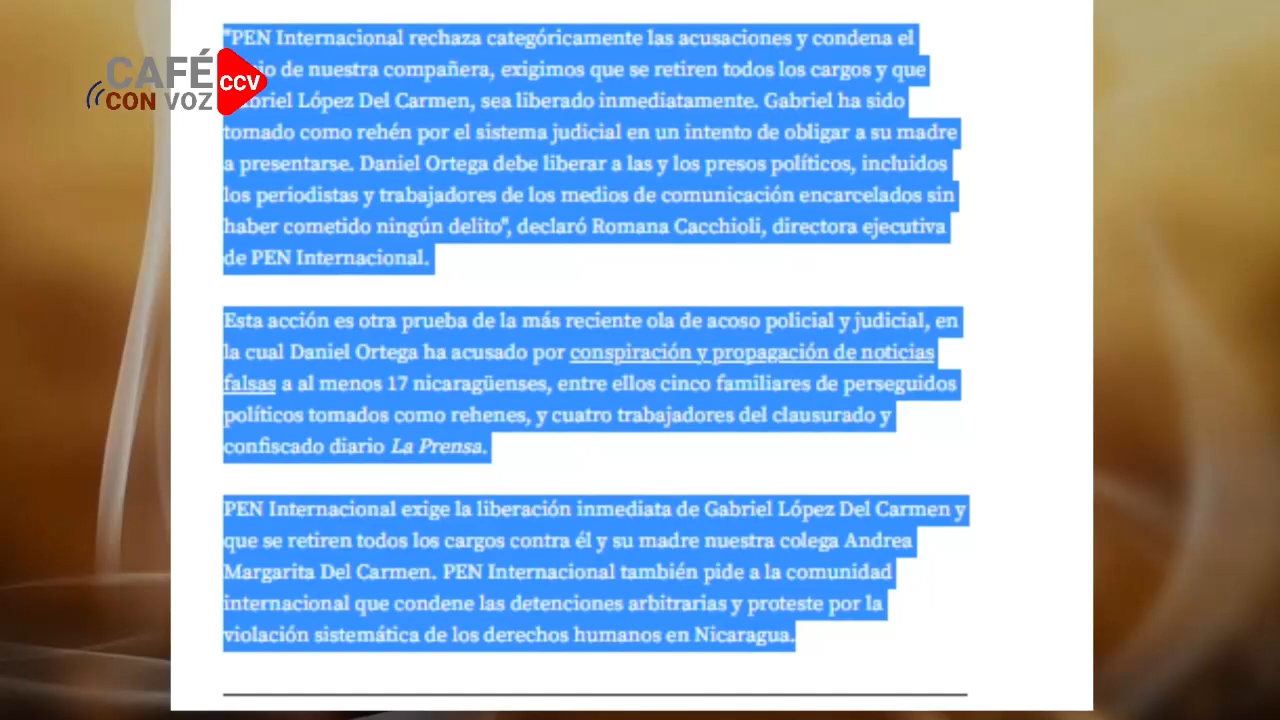 "PEN Internacional rechaza categóricamente las acusaciones y condena el
de nuestra compañera, exigimos que se retiren todos los cargos y que
López Del Carmen, sea liberado inmediatamente. Gabriel ha sido
tomado como rehén por el sistema judicial en un intento de obligar a su madre
a presentarse. Daniel Ortega debe liberar a las y los presos políticos, incluidos
los periodistas y trabajadores de los medios de comunicación encarcelados sin
haber cometido ningún delito", declaró Romana Cacchioli, directora ejecutiva
de PEN Internacional.
Esta acción es otra prueba de la más reciente ola de acoso policial y judicial, en
la cual Daniel Ortega ha acusado por conspiración y propagación de noticias
falsas a al menos 17 nicaragüenses, entre ellos cinco familiares de perseguidos
políticos tomados como rehenes, y cuatro trabajadores del clausurado y
confiscado diario La Prensa.
PEN Internacional exige la liberación inmediata de Gabriel López Del Carmen y
que se retiren todos los cargos contra él y su madre nuestra colega Andrea
Margarita Del Carmen. PEN Internacional también pide a la comunidad
internacional que condene las detenciones arbitrarias y proteste por la
violación sistemática de los derechos humanos en Nicaragua.
CAFÉ
CON VOZ
CCV